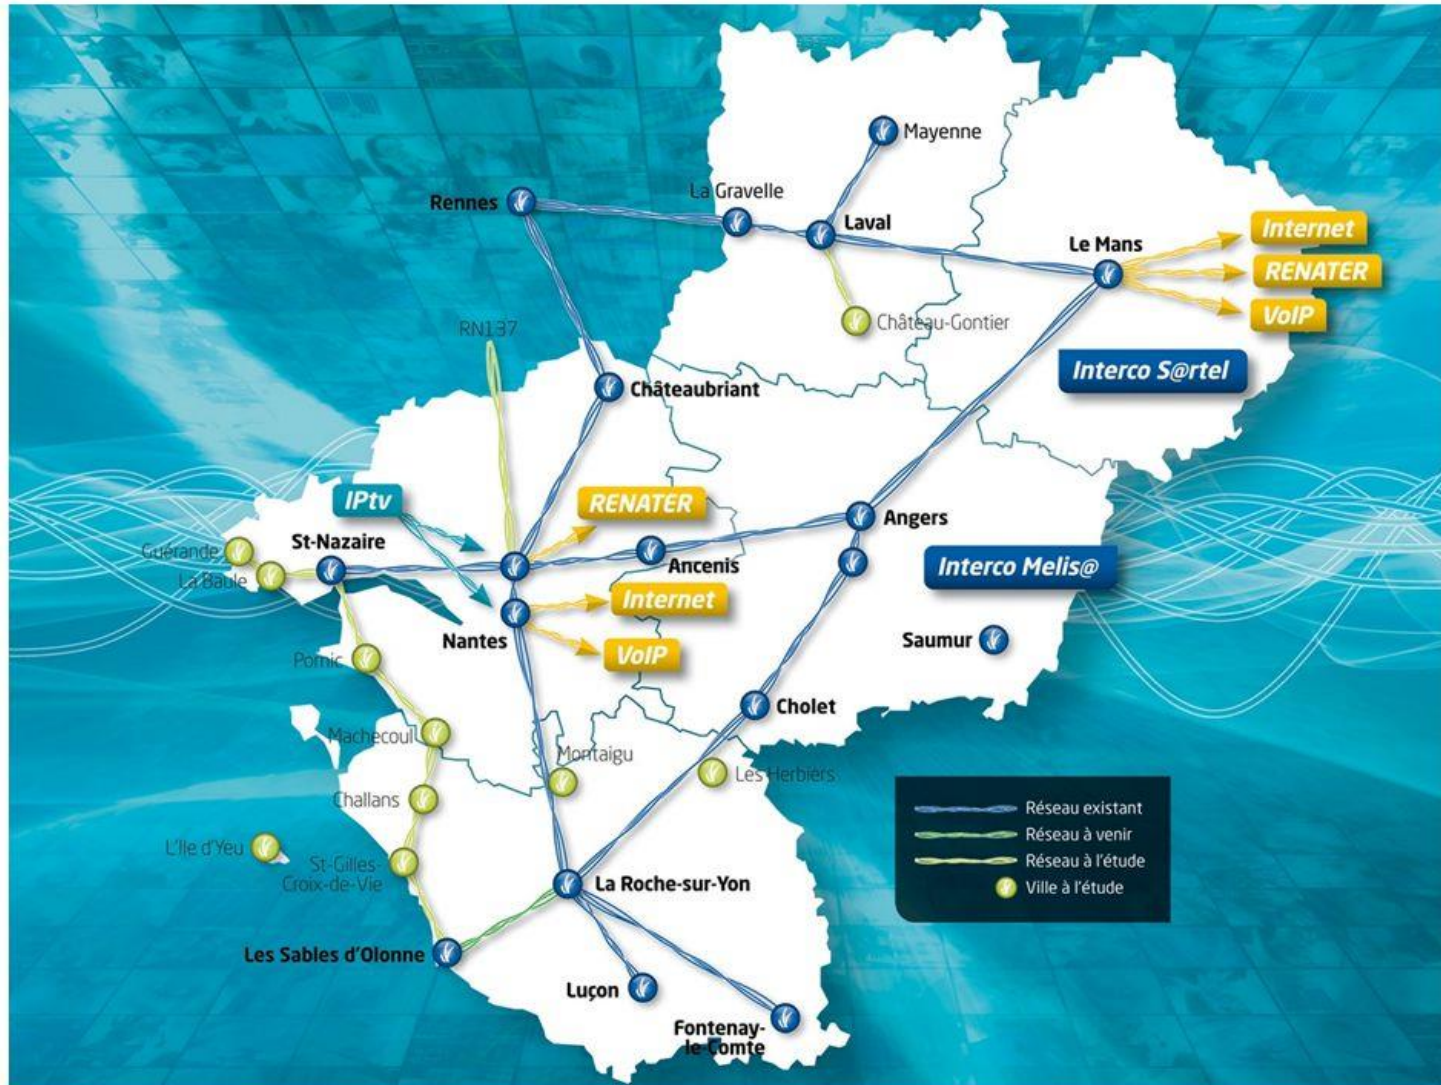 Mayenne
La Gravelle
Rennes
Laval
Internet
Le Mans
RENATER
VoIP
Château-Gontier
RN137
Interco S@rtel
Châteaubriant
IPtv
RENATER
Angers
St-Nazaire
Guérande
Ancenis
Interco Melis@
La Baule
Internet
Nantes
Saumur
VoIP
Pornic
Cholet
Machecoul
Montaigu
Les Herbiers
Challans
Réseau existant
Réseau à venir
Réseau à l'étude
Ville à l'étude
L'Ile d'Yeu
St-Gilles-
Croix-de-Vie
La Roche-sur-Yon
Les Sables d'Olonne
Luçon
Fontenay-
le-Comte